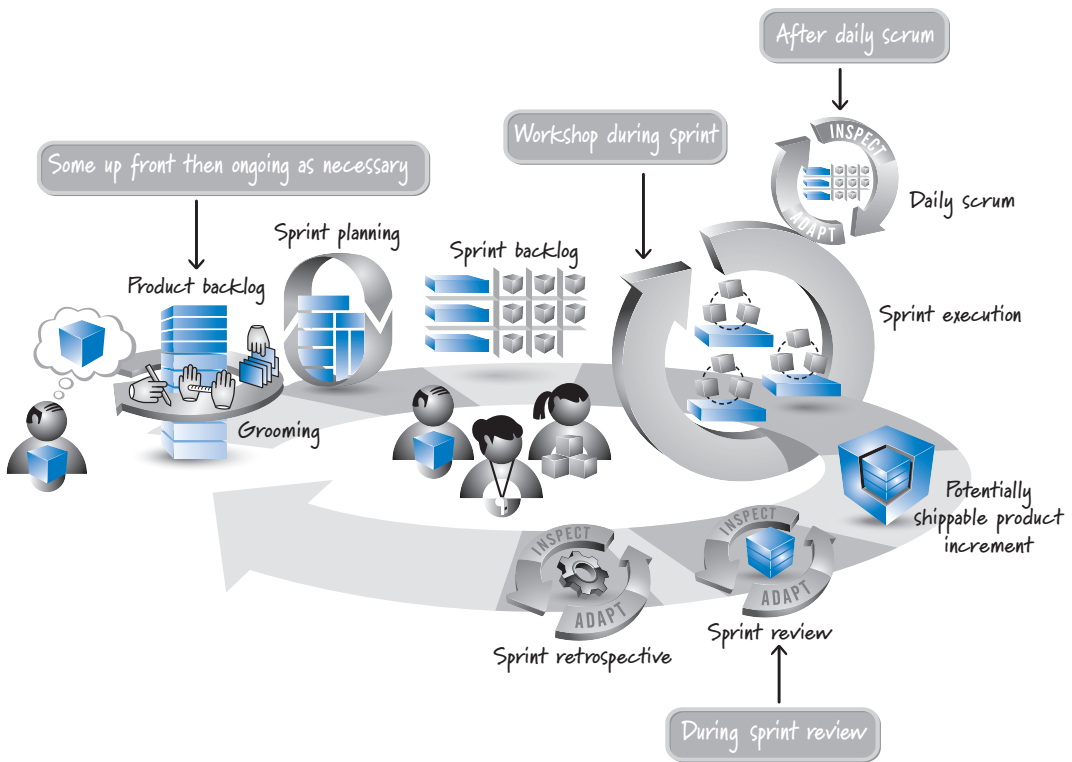 After daily scrum
Workshop during sprint
Some up front then ongoing as necessary
INSPECT
ADAPT
Daily scrum
Sprint planning
Sprint backlog
Product backlog
Sprint execution
Grooming
Potentially
shippable product
increment
INSPECT
ADAPT
Sprint retrospective
INSPECT
ADAPT
Sprint review
During sprint review